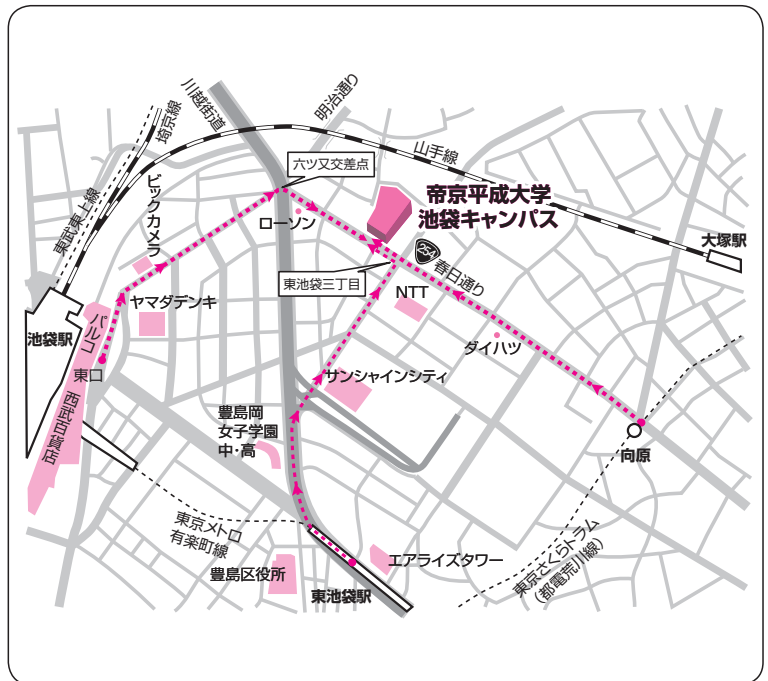 川越街道
明治通り
埼京線
山手線
六ツ又交差点
東武東上線
ビックカメラ
帝京平成大学
池袋キャンパス
ローソン
大塚駅
254
春日通り
東池袋三丁目
NTT
ヤマダデンキ
パルコ
池袋駅
ダイハツ
東口
サンシャインシティ
西武百貨店
豊島岡
女子学園
中・高
向原
東京メトロ
有楽町線
東京さくらトラム
(都電荒川線)
エアライズタワー
豊島区役所
東池袋駅